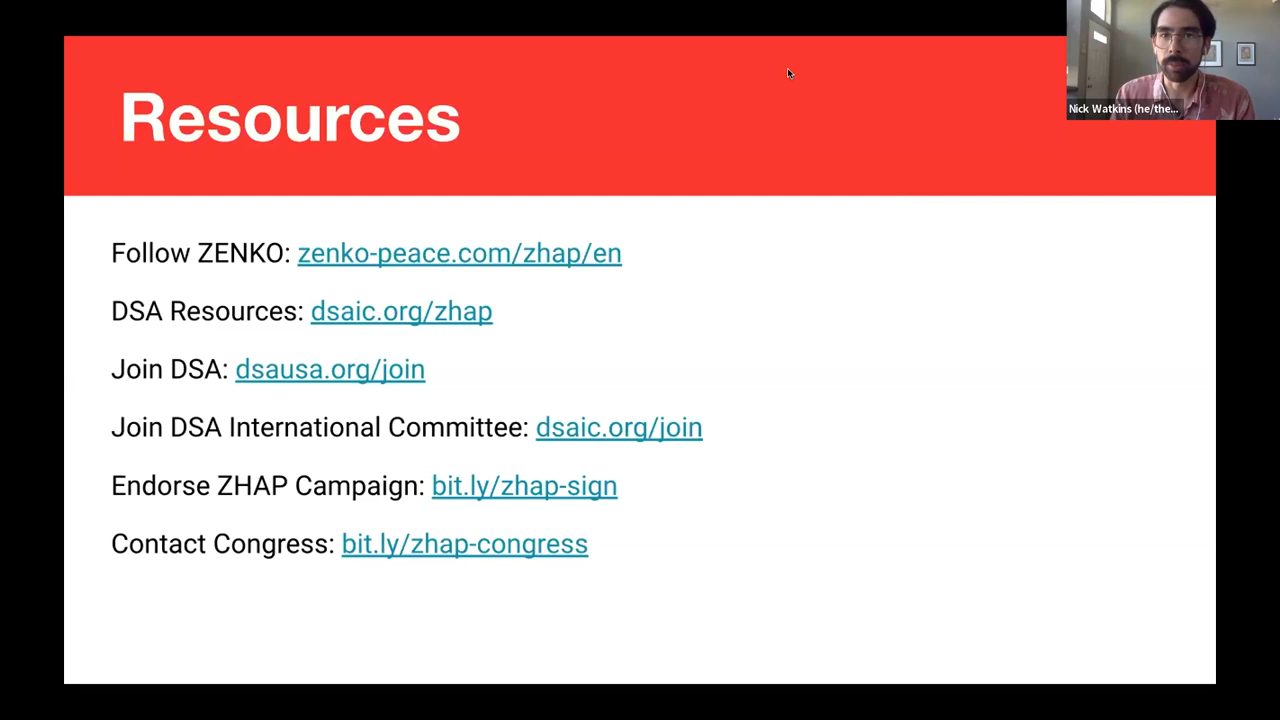 Resources
Nick Watkins (he/the...
Follow ZENKO: zenko-peace.com/zhap/en
DSA Resources: dsaic.org/zhap
Join DSA: dsausa.org/join
Join DSA International Committee: dsaic.org/join
Endorse ZHAP Campaign: bit.ly/zhap-sign
Contact Congress: bit.ly/zhap-congress